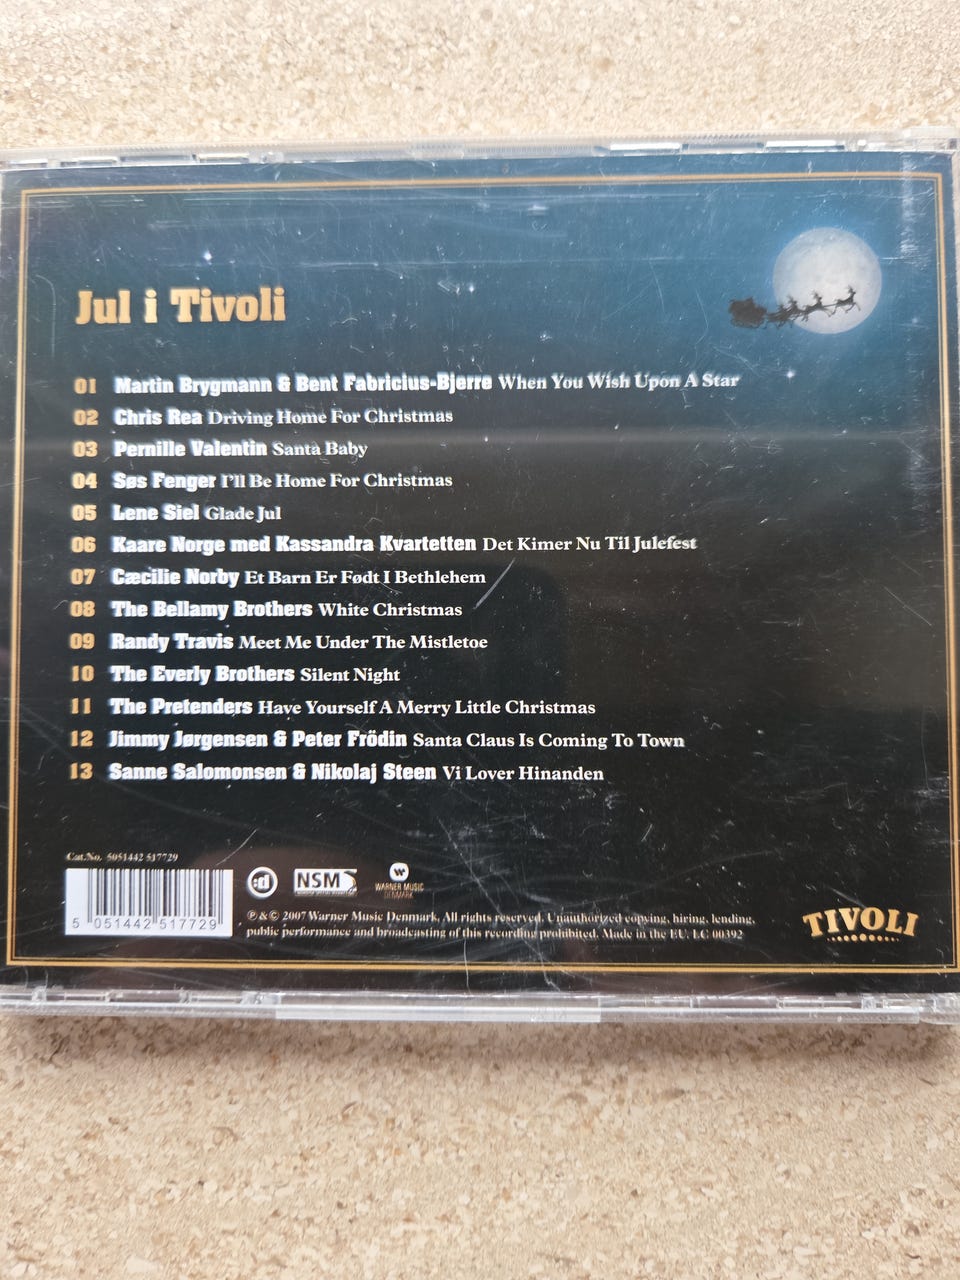 Jul i Tivoli
01 Martin Brygmann & Bent Fabricius-Bjerre When You Wish Upon A Star
02 Chris Rea Driving Home For Christmas
03 Pernille Valentin Santa Baby
04 Søs Fenger I'll Be Home For Christmas
05 Lene Siel Glade Jul
06 Kaare Norge med Kassandra Kvartetten Det Kimer Nu Til Julefest
07 Cæcilie Norby Et Barn Er Født I Bethlehem
08 The Bellamy Brothers White Christmas
09 Randy Travis Meet Me Under The Mistletoe
10 The Everly Brothers Silent Night
11 The Pretenders Have Yourself A Merry Little Christmas
12 Jimmy Jørgensen & Peter Frödin Santa Claus Is Coming To Town
13 Sanne Salomonsen & Nikolaj Steen Vi Lover Hinanden
Cat.No. 5051442 517729
5 051442 517729
:d
NSM
WARNER MUSIC
DENMARK
℗ & © 2007 Warner Music Denmark. All rights reserved. Unauthorized copying, hiring, lending,
public performance and broadcasting of this recording prohibited. Made in the EU. LC 00392
TIVOLI